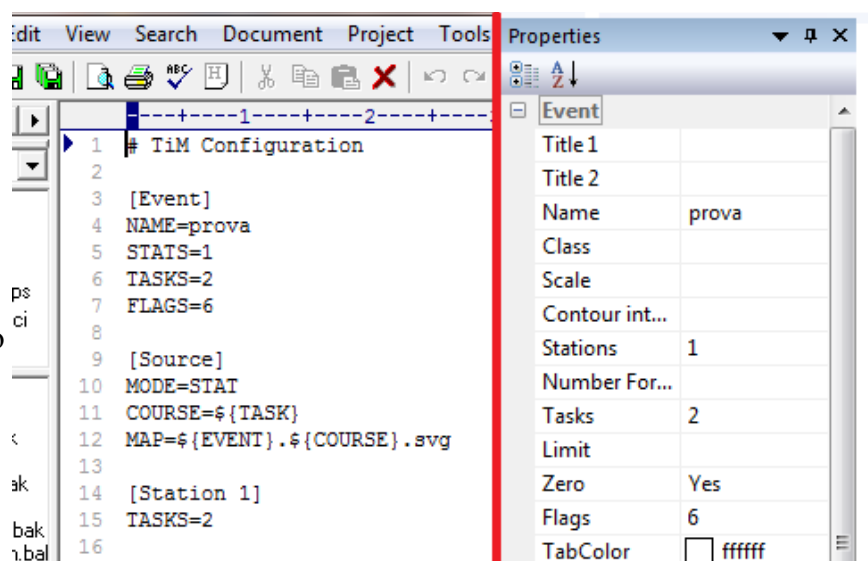 Edit View Search Document Project Tools
ABC
H
----+----1----+----2----+----3
1 # TiM Configuration
2
3 [Event]
4 NAME=prova
5 STATS=1
6 TASKS=2
7 FLAGS=6
8
9 [Source]
10 MODE=STAT
11 COURSE=${TASK}
12 MAP=${EVENT}.${COURSE}.svg
13
14 [Station 1]
15 TASKS=2
16
ps
ci
ak
bak
n.bal
Properties
A
Z
Event
Title 1
Title 2
Name prova
Class
Scale
Contour int...
Stations 1
Number For...
Tasks 2
Limit
Zero Yes
Flags 6
TabColor ffffff